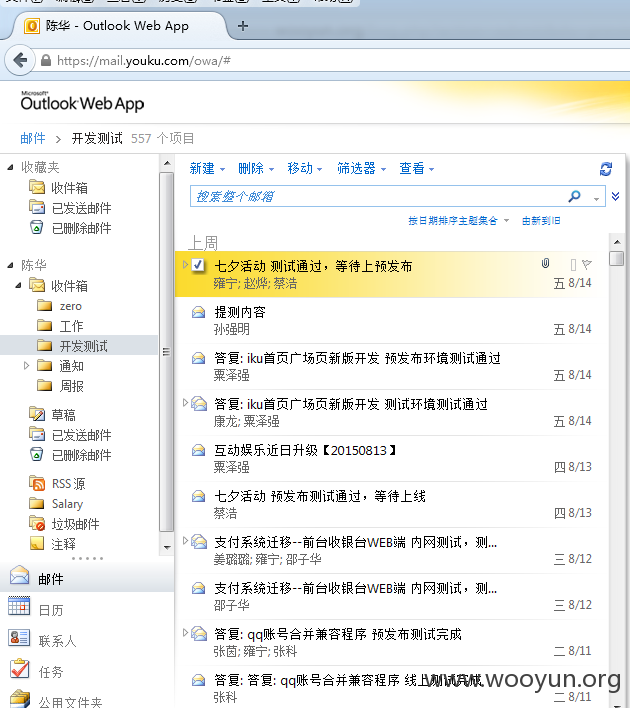 陈华 - Outlook Web App
https://mail.youku.com/owa/#
Microsoft®
Outlook Web App
邮件 > 开发测试 557 个项目
收藏夹
收件箱
已发送邮件
已删除邮件
陈华
收件箱
zero
工作
开发测试
通知
周报
草稿
已发送邮件
已删除邮件
RSS 源
Salary
垃圾邮件
注释
邮件
日历
联系人
任务
公用文件夹
新建 删除 移动 筛选器 查看
搜索整个邮箱
按日期排序主题集合 由新到旧
上周
七夕活动 测试通过，等待上预发布
雍宁; 赵烨; 蔡浩 五 8/14
提测内容
孙强明 五 8/14
答复: iku首页广场页新版开发 预发布环境测试通过
粟泽强 五 8/14
答复: iku首页广场页新版开发 测试环境测试通过
康龙; 粟泽强 五 8/14
互动娱乐近日升级【20150813】
粟泽强 四 8/13
七夕活动 预发布测试通过，等待上线
蔡浩 四 8/13
支付系统迁移--前台收银台WEB端 内网测试，测...
姜璐璐; 雍宁; 邵子华 三 8/12
支付系统迁移--前台收银台WEB端 内网测试，测...
邵子华 三 8/12
答复: qq账号合并兼容程序 预发布测试完成
张茵; 雍宁; 张科 二 8/11
答复: 答复: qq账号合并兼容程序 线上测试完成
张科 二 8/11
www.wooyun.org